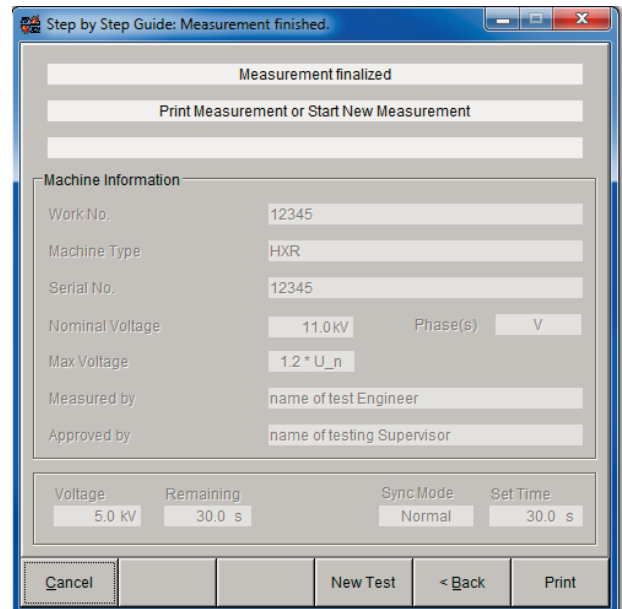 Step by Step Guide: Measurement finished.
Measurement finalized
Print Measurement or Start New Measurement
Machine Information
Work No. 12345
Machine Type HXR
Serial No. 12345
Nominal Voltage 11.0 kV Phase(s) V
Max Voltage 1.2 * U_n
Measured by name of test Engineer
Approved by name of testing Supervisor
Voltage Remaining Sync Mode Set Time
5.0 kV 30.0 s Normal 30.0 s
Cancel New Test < Back Print